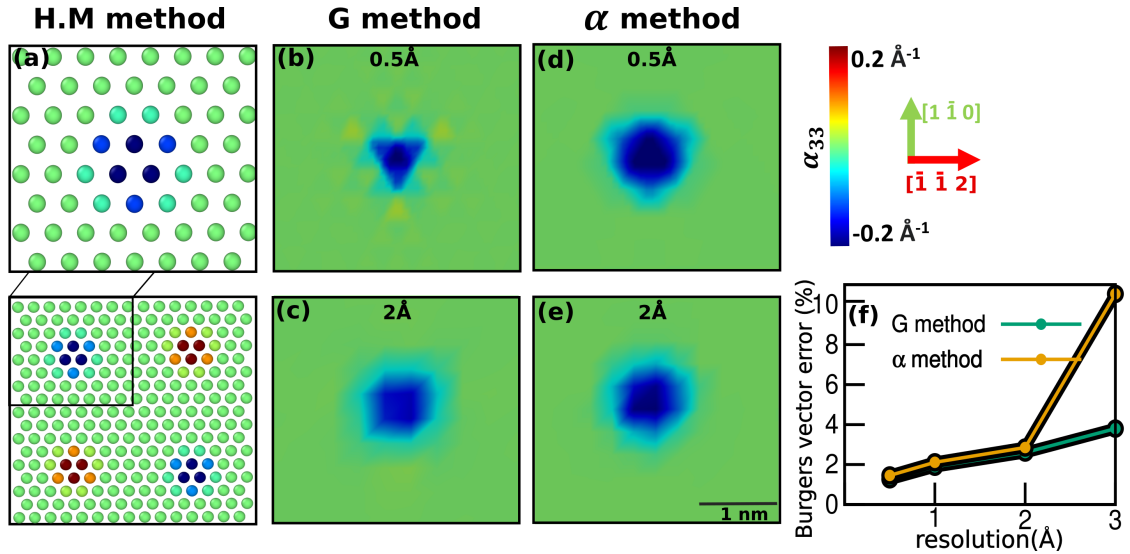 H.M method
G method
α method
(a)
(b)
0.5Å
(d)
0.5Å
0.2 Å⁻¹
α₃₃
-0.2 Å⁻¹
[1 1̄ 0]
[1̄ 1̄ 2]
(c)
2Å
(e)
2Å
1 nm
(f)
G method
α method
Burgers vector error (%)
10
8
6
4
2
0
1
2
3
resolution(Å)